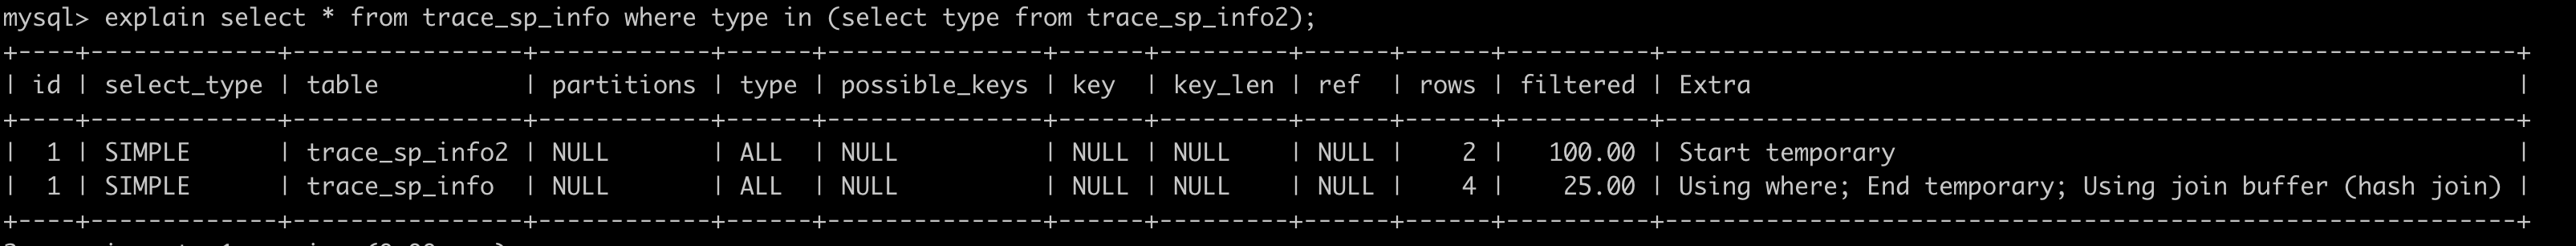 mysql> explain select * from trace_sp_info where type in (select type from trace_sp_info2);
+----+-------------+----------------+------------+------+---------------+------+---------+------+------+----------+----------------------------------------------------------------+
| id | select_type | table          | partitions | type | possible_keys | key  | key_len | ref  | rows | filtered | Extra                                                          |
+----+-------------+----------------+------------+------+---------------+------+---------+------+------+----------+----------------------------------------------------------------+
|  1 | SIMPLE      | trace_sp_info2 | NULL       | ALL  | NULL          | NULL | NULL    | NULL |    2 |   100.00 | Start temporary                                                |
|  1 | SIMPLE      | trace_sp_info  | NULL       | ALL  | NULL          | NULL | NULL    | NULL |    4 |    25.00 | Using where; End temporary; Using join buffer (hash join) |
+----+-------------+----------------+------------+------+---------------+------+---------+------+------+----------+----------------------------------------------------------------+